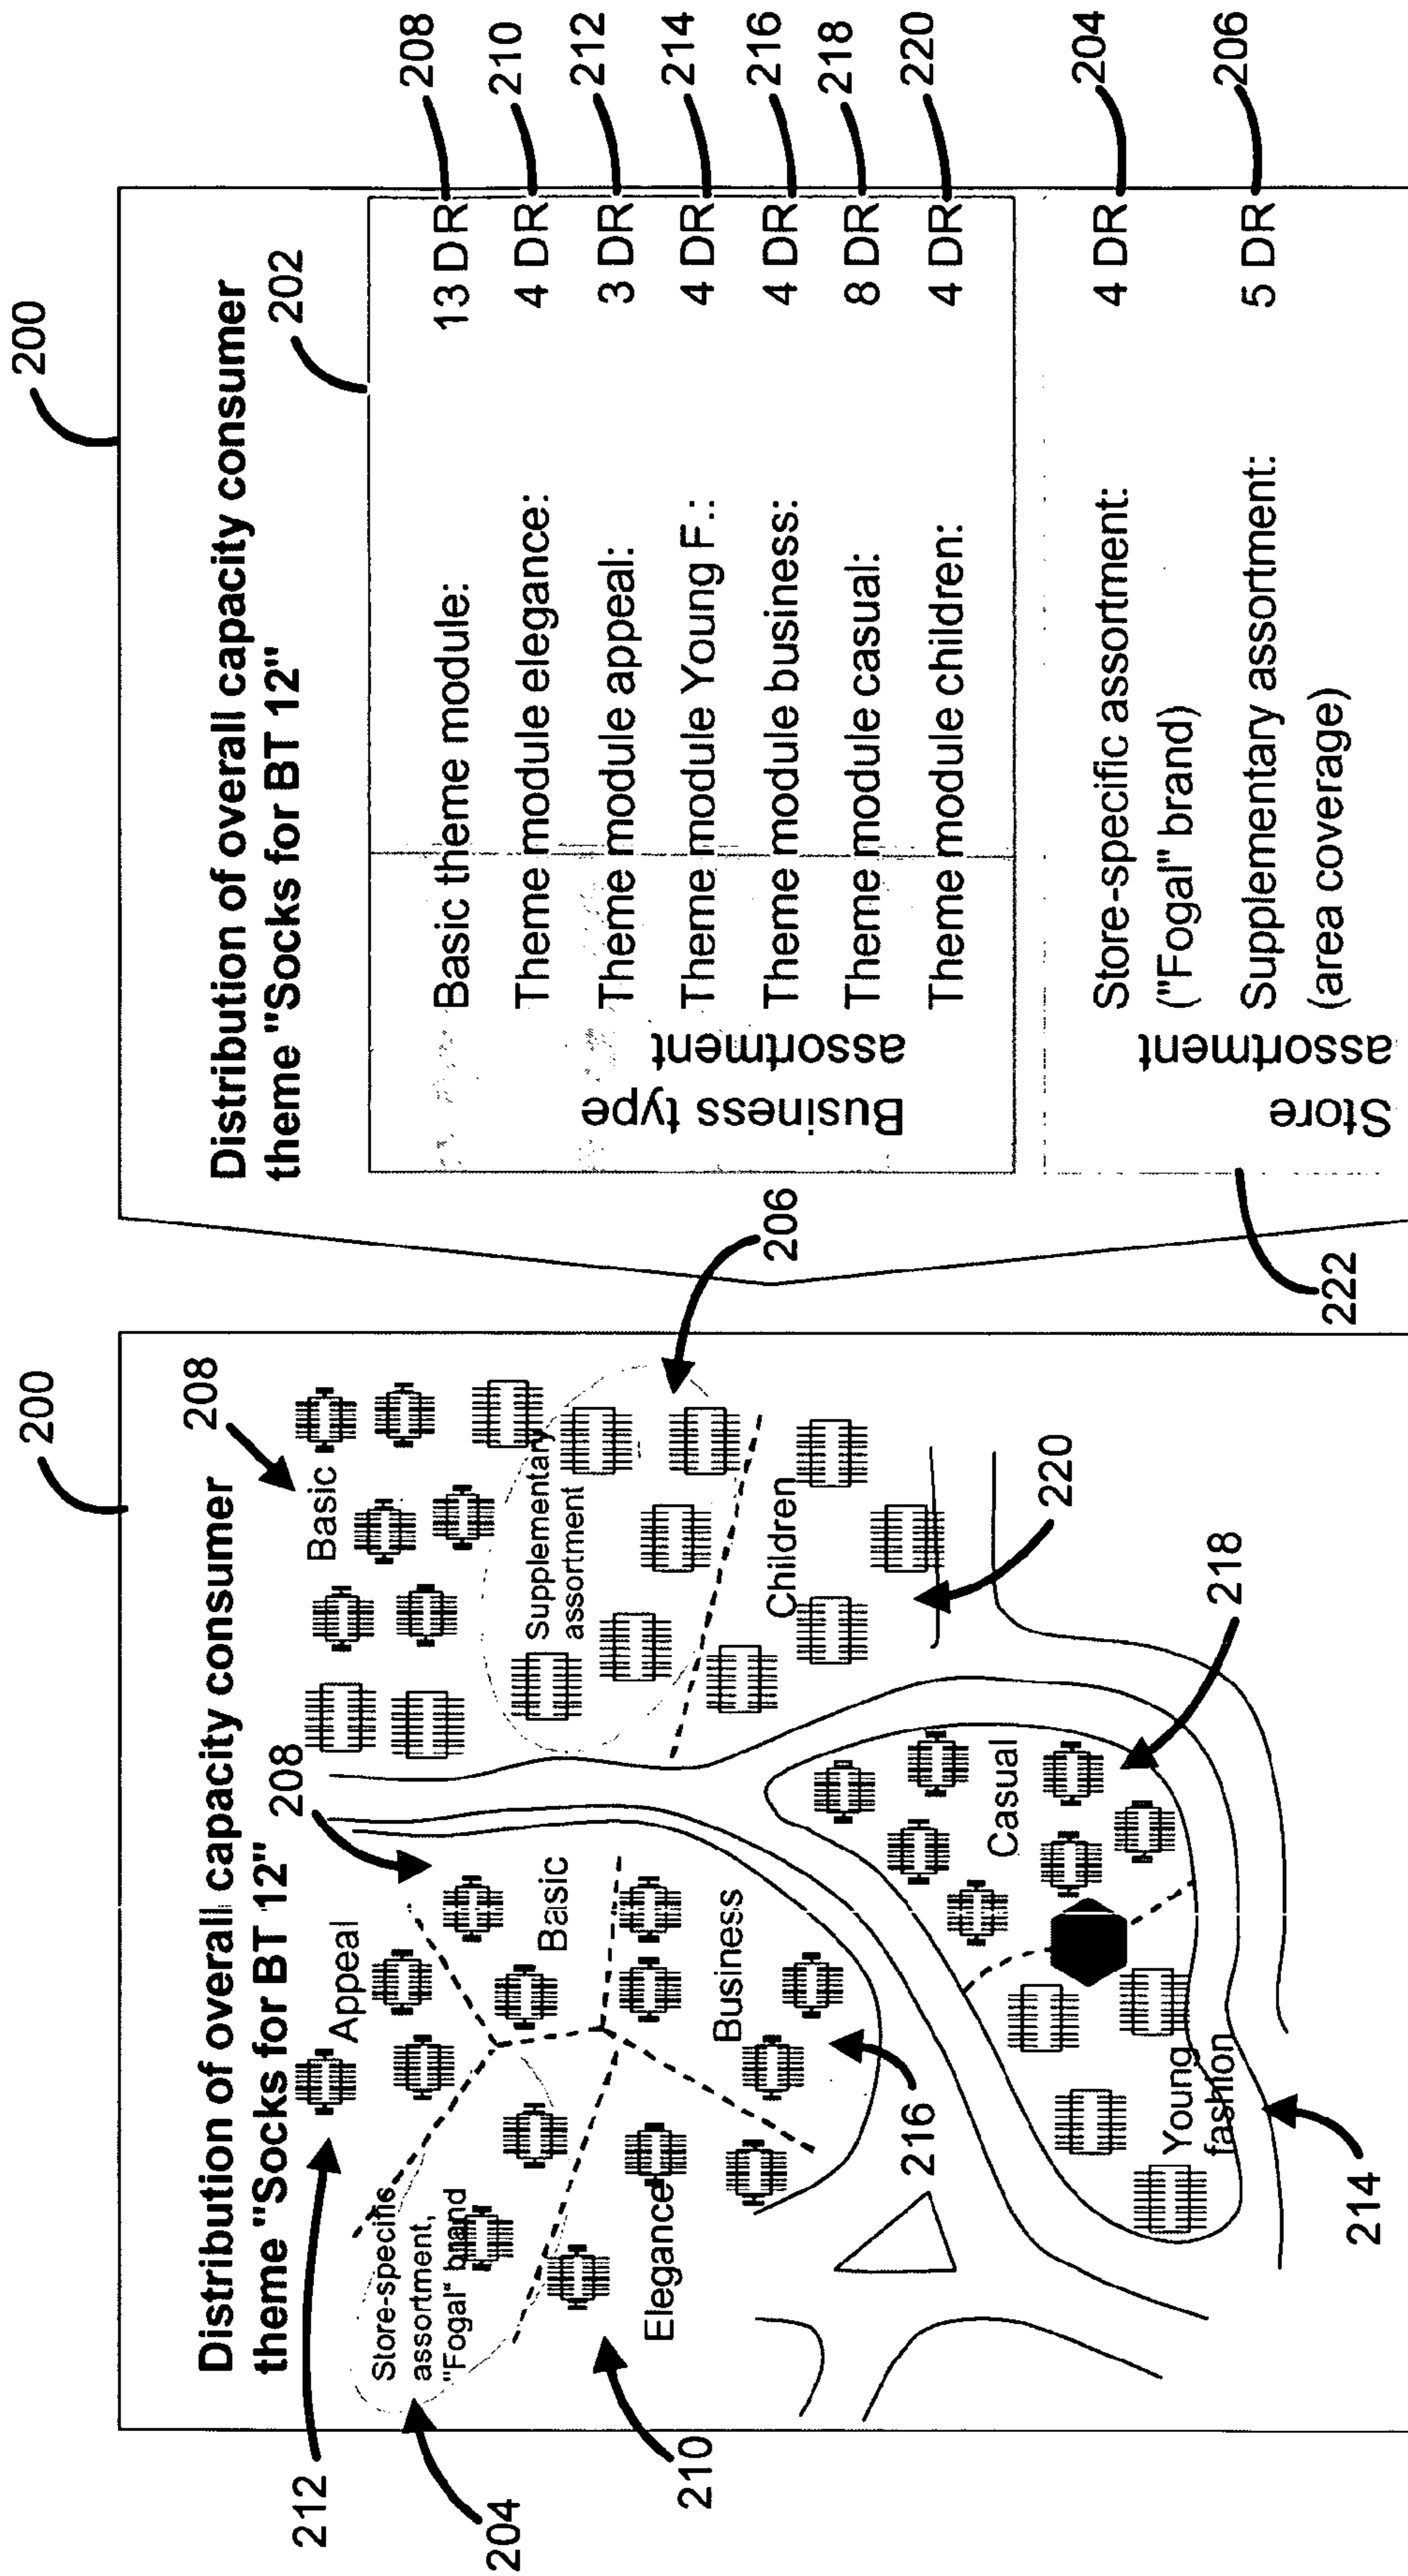 200
Distribution of overall capacity consumer
theme "Socks for BT 12"
208
208
Basic
212
Appeal
Store-specific
assortment,
"Fogal" brand
204
Basic
Supplementary
assortment
206
Elegance
210
Business
216
Children
220
Casual
218
Young
fashion
214
200
Distribution of overall capacity consumer
theme "Socks for BT 12"
202
Business type
assortment
Basic theme module: 13 DR 208
Theme module elegance: 4 DR 210
Theme module appeal: 3 DR 212
Theme module Young F.: 4 DR 214
Theme module business: 4 DR 216
Theme module casual: 8 DR 218
Theme module children: 4 DR 220
Store
assortment
Store-specific assortment: 4 DR 204
("Fogal" brand)
Supplementary assortment: 5 DR 206
(area coverage)
222